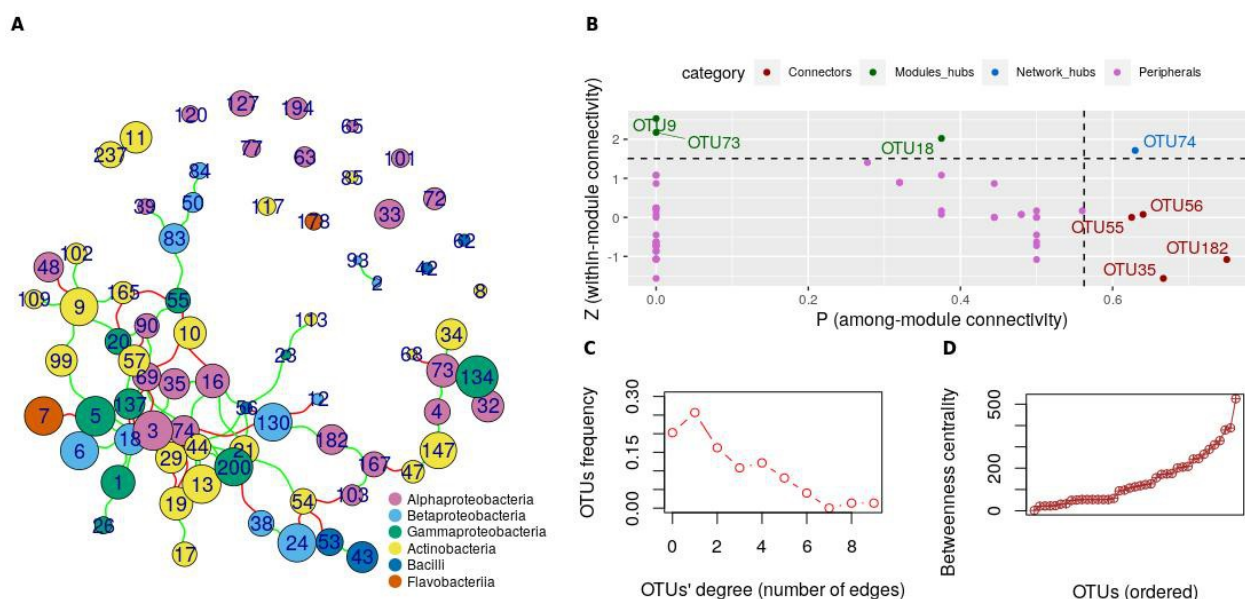 A
B
category Connectors Modules_hubs Network_hubs Peripherals
Z (within-module connectivity)
2
1
0
-1
OTU9
OTU73
OTU18
OTU74
OTU56
OTU55
OTU182
OTU35
0.0 0.2 0.4 0.6
P (among-module connectivity)
120 127 194 65
11
237 77 63 101
84 85
39 50 117 178 33 72
83 62
102 98 42
48 2
109 165 55 8
9 113
90 10 34
20 57 23 68
99 73 134
69 35 16
7 5 137 56 12 4 32
3 74 130
6 18 44 21 182
29 200 167 147
1 13 47
19 54 103
26 38
17 24 53 43
Alphaproteobacteria
Betaproteobacteria
Gammaproteobacteria
Actinobacteria
Bacilli
Flavobacteriia
C
OTUs frequency
0.30
0.15
0.00
0 2 4 6 8
OTUs' degree (number of edges)
D
Betweenness centrality
500
200
0
OTUs (ordered)